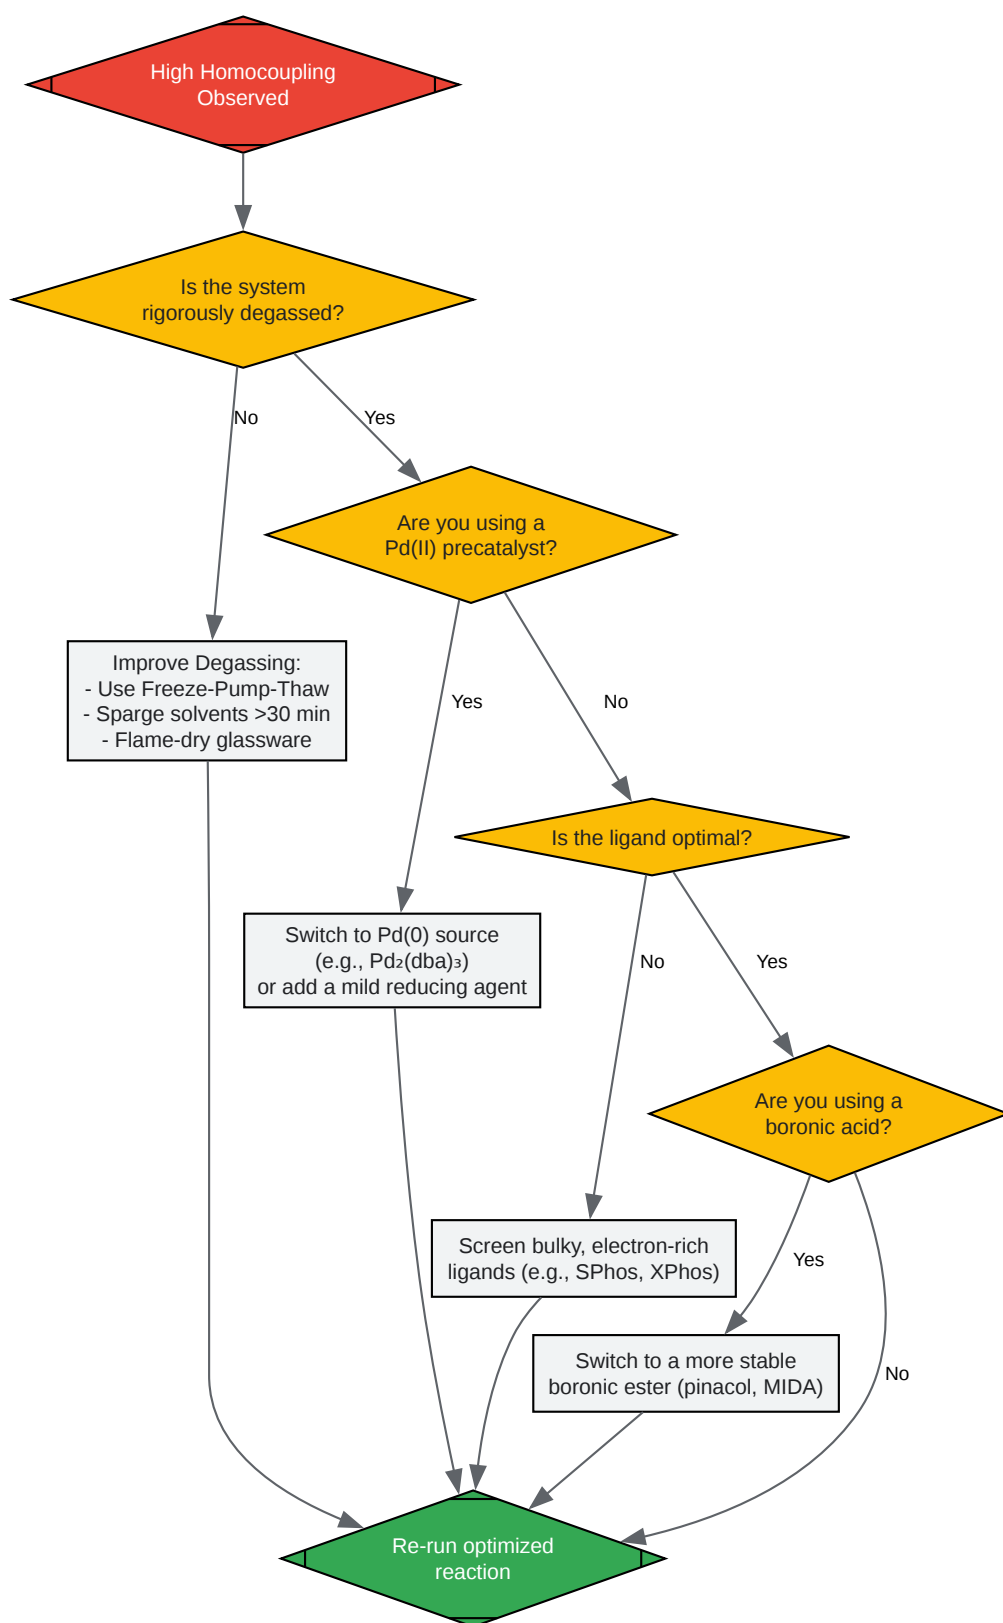 High Homocoupling
Observed
Is the system
rigorously degassed?
No
Yes
Are you using a
Pd(II) precatalyst?
Improve Degassing:
- Use Freeze-Pump-Thaw
- Sparge solvents >30 min
- Flame-dry glassware
Yes
No
Is the ligand optimal?
Switch to Pd(0) source
(e.g., Pd₂(dba)₃)
or add a mild reducing agent
No
Yes
Are you using a
boronic acid?
Screen bulky, electron-rich
ligands (e.g., SPhos, XPhos)
Yes
Switch to a more stable
boronic ester (pinacol, MIDA)
No
Re-run optimized
reaction